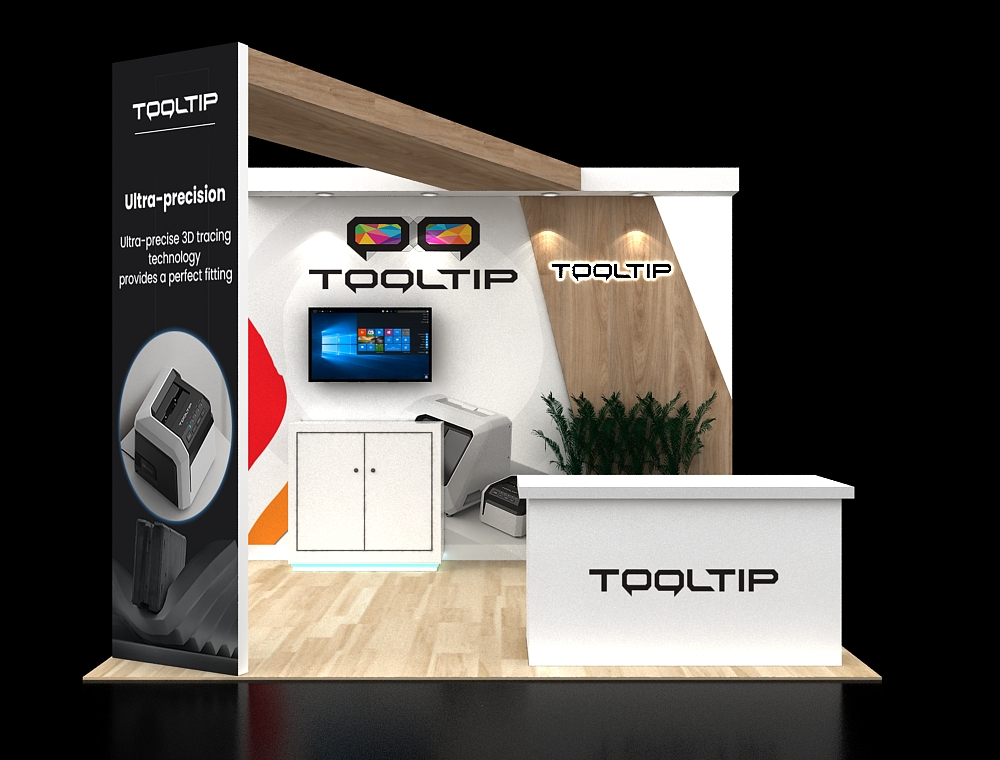 TOOLTIP
Ultra-precision
Ultra-precise 3D tracing
technology
provides a perfect fitting
TOOLTIP
TOOLTIP
TOOLTIP